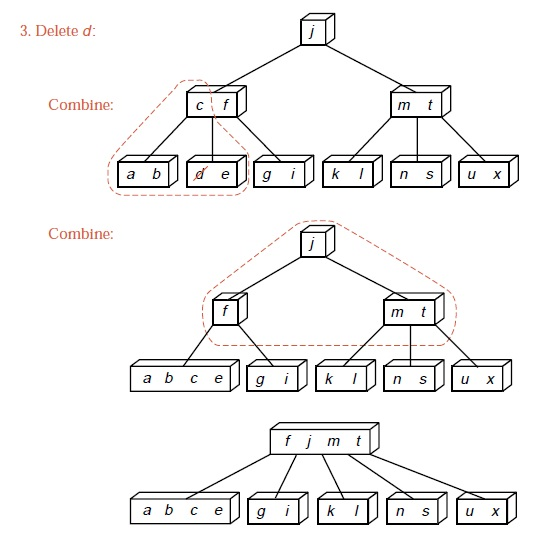 3. Delete d:
j
Combine:
c f
m t
a b
d e
g i
k l
n s
u x
Combine:
j
f
m t
a b c e
g i
k l
n s
u x
f j m t
a b c e
g i
k l
n s
u x